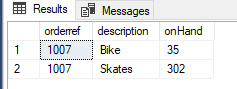 Results Messages
orderref description onHand
1 1007 Bike 35
2 1007 Skates 302